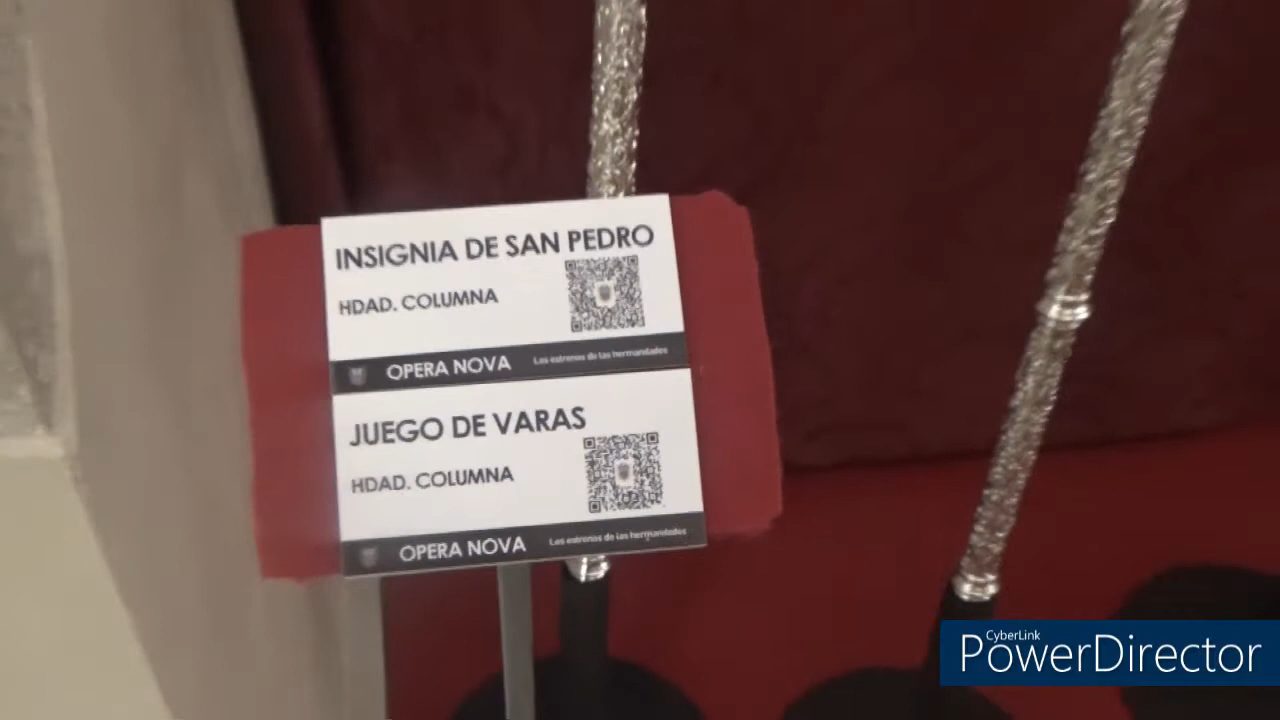 INSIGNIA DE SAN PEDRO
HDAD. COLUMNA
OPERA NOVA Los estrenos de las hermandades
JUEGO DE VARAS
HDAD. COLUMNA
OPERA NOVA Los estrenos de las hermandades
CyberLink
PowerDirector